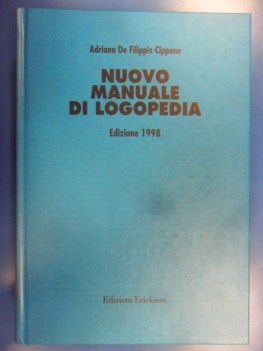 Adriana De Filippis Cippone
NUOVO
MANUALE
DI LOGOPEDIA
Edizione 1998
Edizioni Erickson